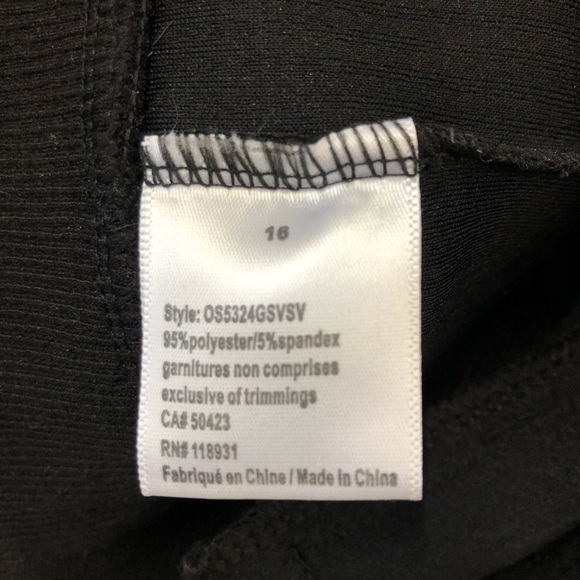 16
Style: OS5324GSVSV
95%polyester/5%spandex
garnitures non comprises
exclusive of trimmings
CA# 50423
RN# 118931
Fabriqué en Chine / Made in China